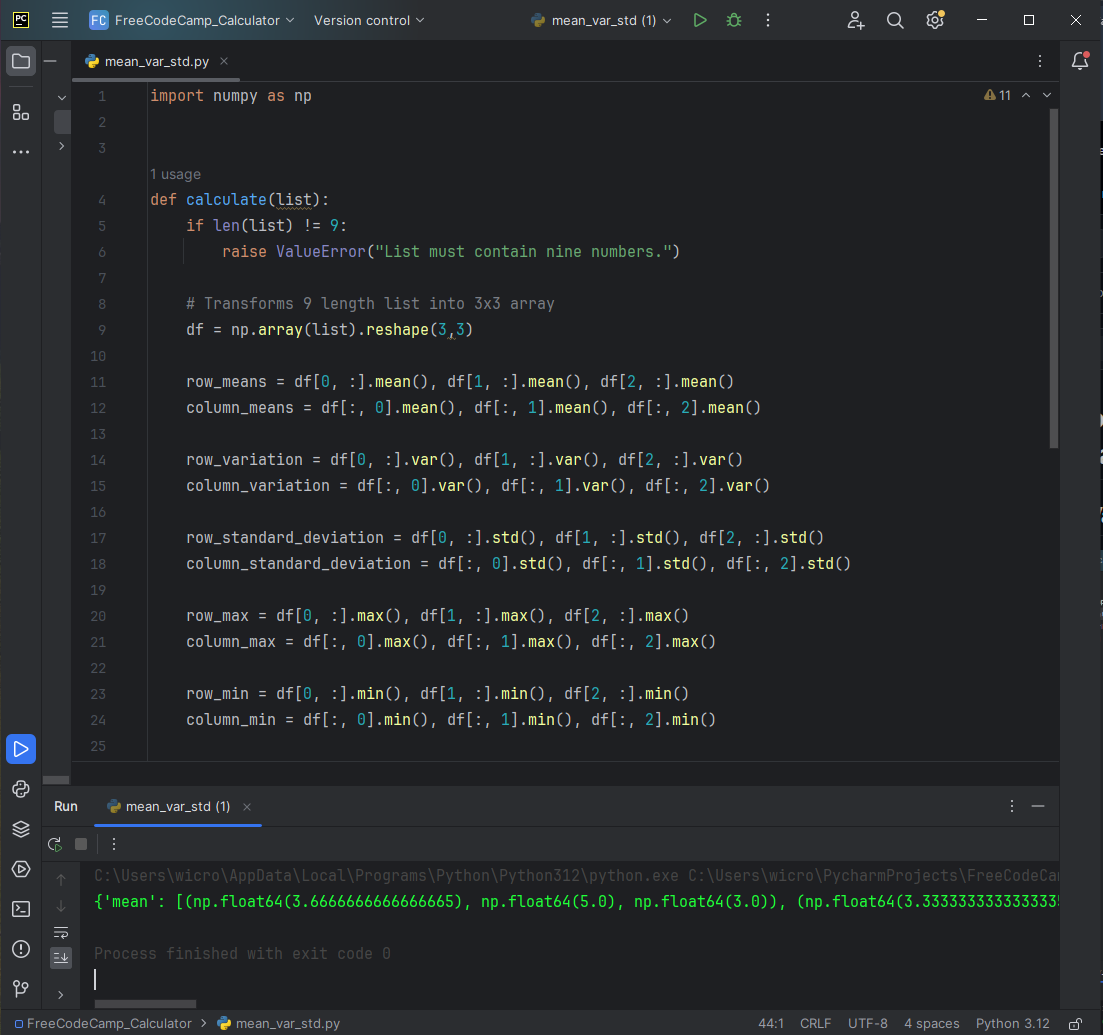 PC FC FreeCodeCamp_Calculator Version control mean_var_std (1)
mean_var_std.py
1 import numpy as np
11
2
3
1 usage
4 def calculate(list):
5 if len(list) != 9:
6 raise ValueError("List must contain nine numbers.")
7
8 # Transforms 9 length list into 3x3 array
9 df = np.array(list).reshape(3,3)
10
11 row_means = df[0, :].mean(), df[1, :].mean(), df[2, :].mean()
12 column_means = df[:, 0].mean(), df[:, 1].mean(), df[:, 2].mean()
13
14 row_variation = df[0, :].var(), df[1, :].var(), df[2, :].var()
15 column_variation = df[:, 0].var(), df[:, 1].var(), df[:, 2].var()
16
17 row_standard_deviation = df[0, :].std(), df[1, :].std(), df[2, :].std()
18 column_standard_deviation = df[:, 0].std(), df[:, 1].std(), df[:, 2].std()
19
20 row_max = df[0, :].max(), df[1, :].max(), df[2, :].max()
21 column_max = df[:, 0].max(), df[:, 1].max(), df[:, 2].max()
22
23 row_min = df[0, :].min(), df[1, :].min(), df[2, :].min()
24 column_min = df[:, 0].min(), df[:, 1].min(), df[:, 2].min()
25
Run mean_var_std (1)
C:\Users\wicro\AppData\Local\Programs\Python\Python312\python.exe C:\Users\wicro\PycharmProjects\FreeCodeCa
{'mean': [(np.float64(3.6666666666666665), np.float64(5.0), np.float64(3.0)), (np.float64(3.3333333333333335
Process finished with exit code 0
FreeCodeCamp_Calculator mean_var_std.py 44:1 CRLF UTF-8 4 spaces Python 3.12